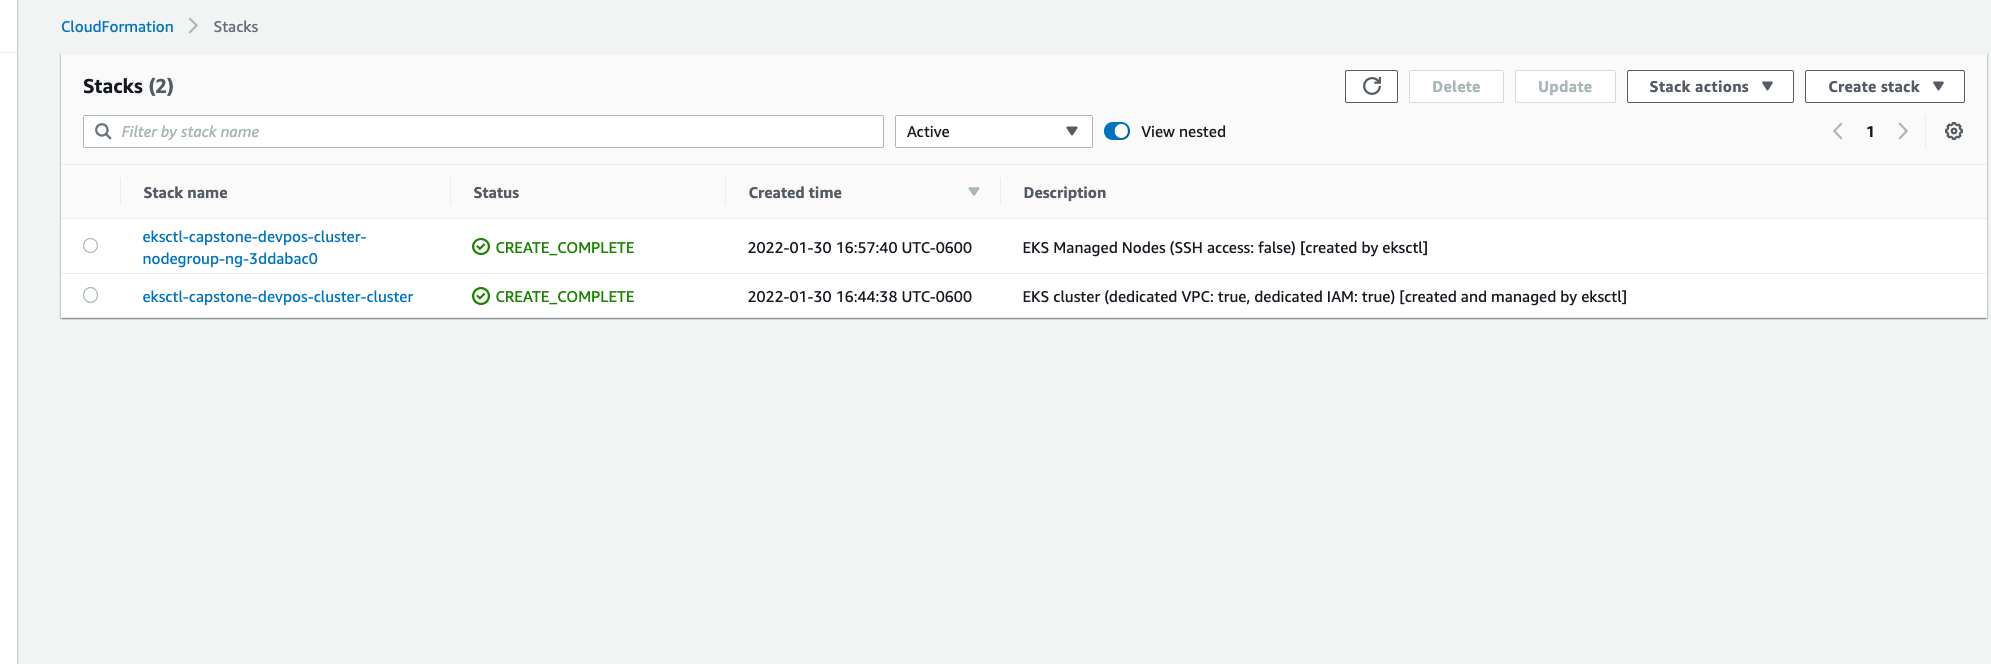 CloudFormation > Stacks
Stacks (2)
Delete
Update
Stack actions
Create stack
Filter by stack name
Active
View nested
1
Stack name
Status
Created time
Description
eksctl-capstone-devpos-cluster-
nodegroup-ng-3ddabac0
CREATE_COMPLETE
2022-01-30 16:57:40 UTC-0600
EKS Managed Nodes (SSH access: false) [created by eksctl]
eksctl-capstone-devpos-cluster-cluster
CREATE_COMPLETE
2022-01-30 16:44:38 UTC-0600
EKS cluster (dedicated VPC: true, dedicated IAM: true) [created and managed by eksctl]